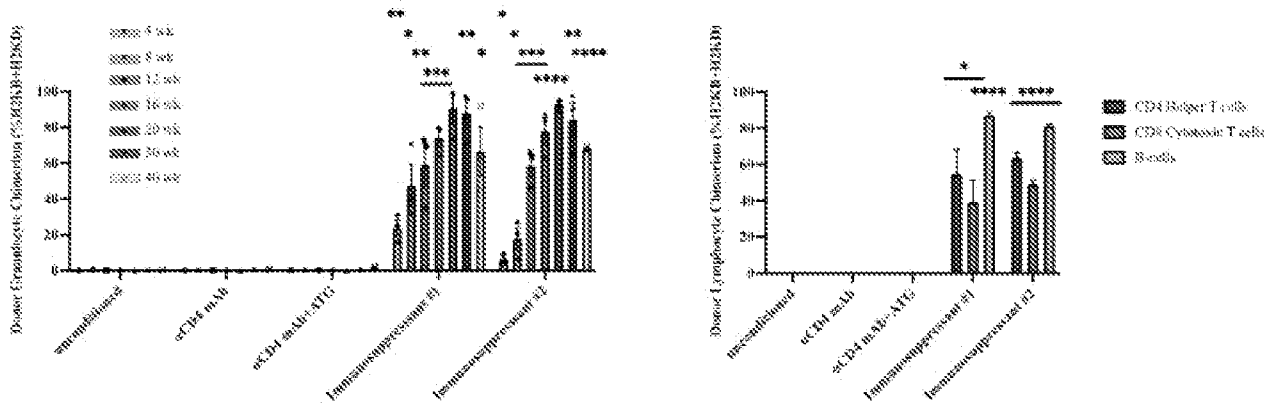 Donor Granulocyte Chimerism (%H2KB+H2KD)
100
80
60
40
20
0
4 wk
8 wk
12 wk
16 wk
20 wk
36 wk
** * ** *** ** *
* * *** **** ** ****
unconditioned
αCD4 mAb
αCD4 mAb+ATG
Immunosuppressant #1
Immunosuppressant #2
Donor Lymphocyte Chimerism (%H2KB+H2KD)
100
80
60
40
20
0
* **** ****
unconditioned
αCD4 mAb
αCD4 mAb+ATG
Immunosuppressant #1
Immunosuppressant #2
CD4 Helper T cells
CD8 Cytotoxic T cells
B-cells